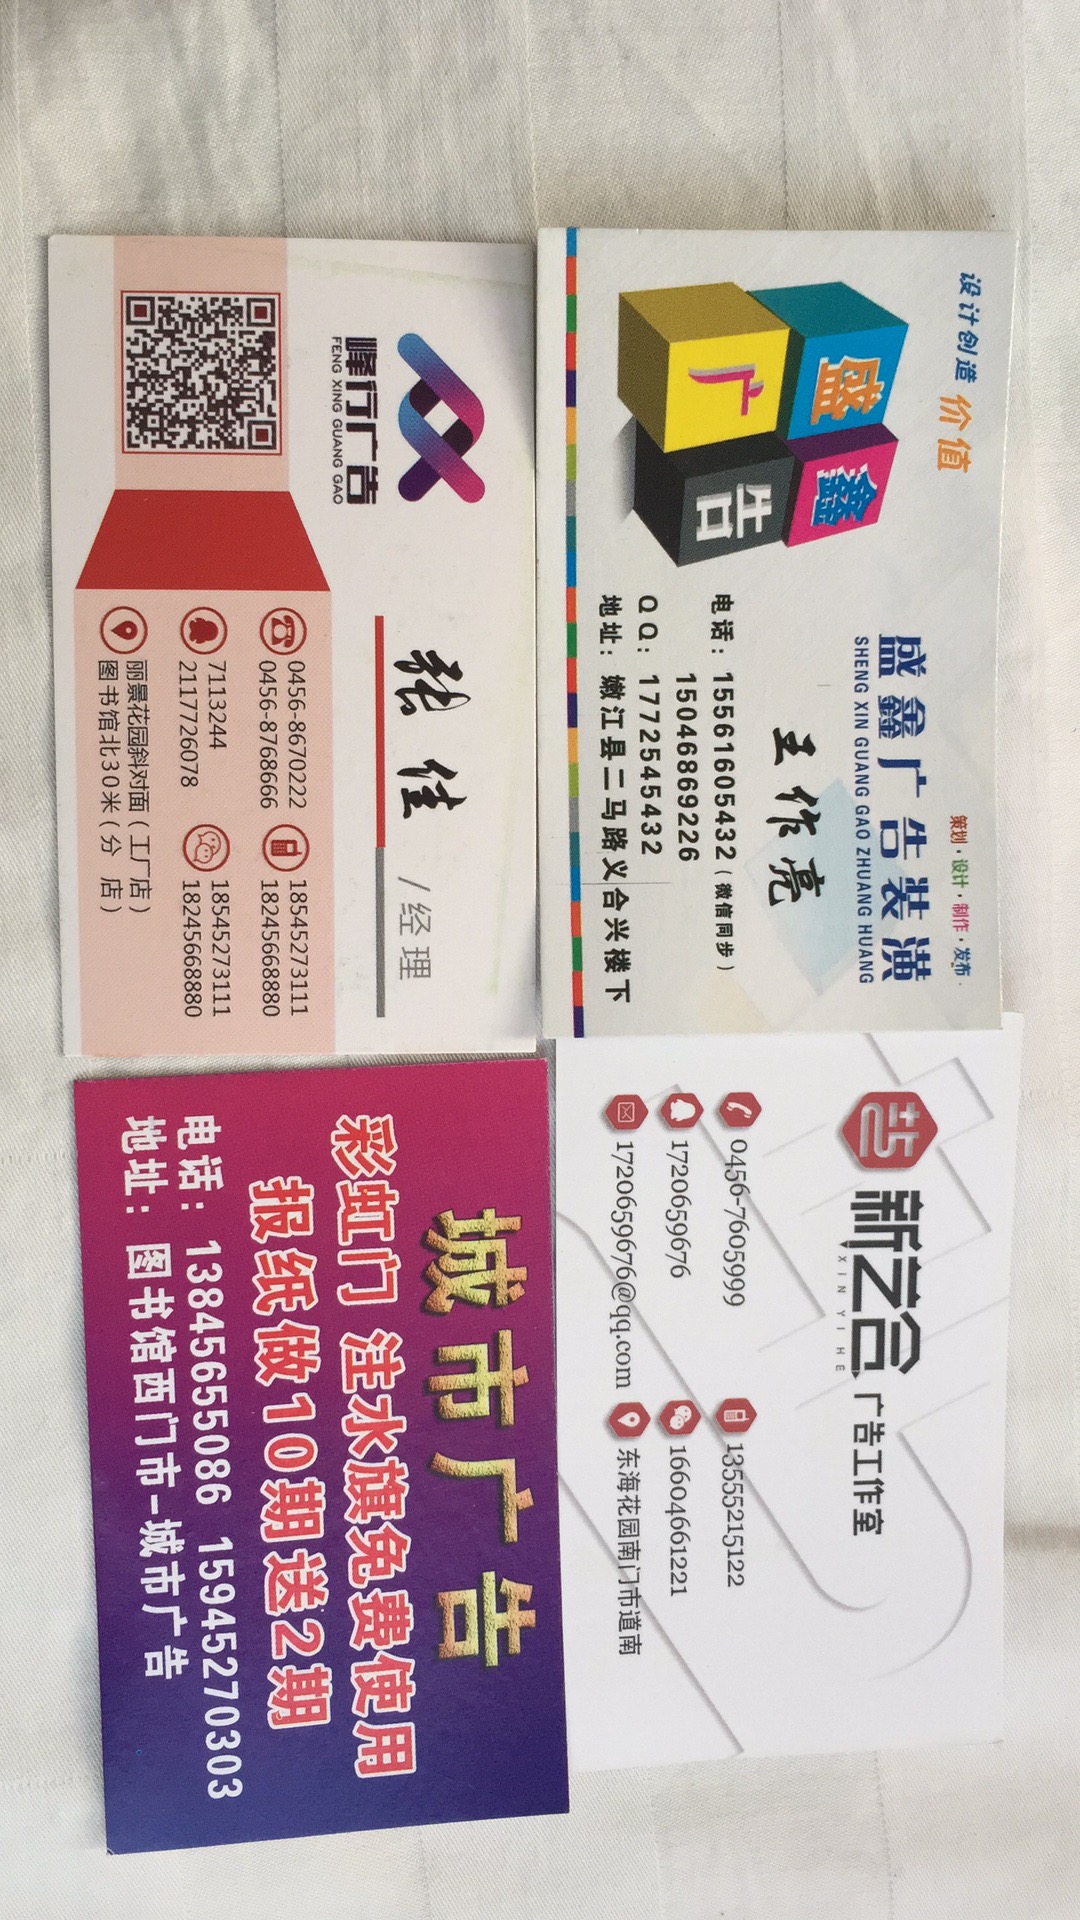 设计创造 价值
盛
鑫
广
告
策划·设计·制作·发布·
盛鑫广告装潢
SHENG XIN GUANG GAO ZHUANG HUANG
王作亮
电话：15561605432（微信同步）
15046869226
QQ：1772545432
地址：嫩江县二马路义合兴楼下
峰行广告
FENG XING GUANG GAO
张佳 /经理
0456-8670222
0456-8768666
18545273111
18245668880
7113244
2117726078
18545273111
18245668880
丽景花园斜对面（工厂店）
图书馆北30米（分 店）
新艺合 广告工作室
XIN YI HE
0456-7605999
13555215122
1720659676
16604661221
1720659676@qq.com
东海花园南门市道南
城市广告
彩虹门 注水旗免费使用
报纸做10期送2期
电话：13845655086 15945270303
地址：图书馆西门市-城市广告